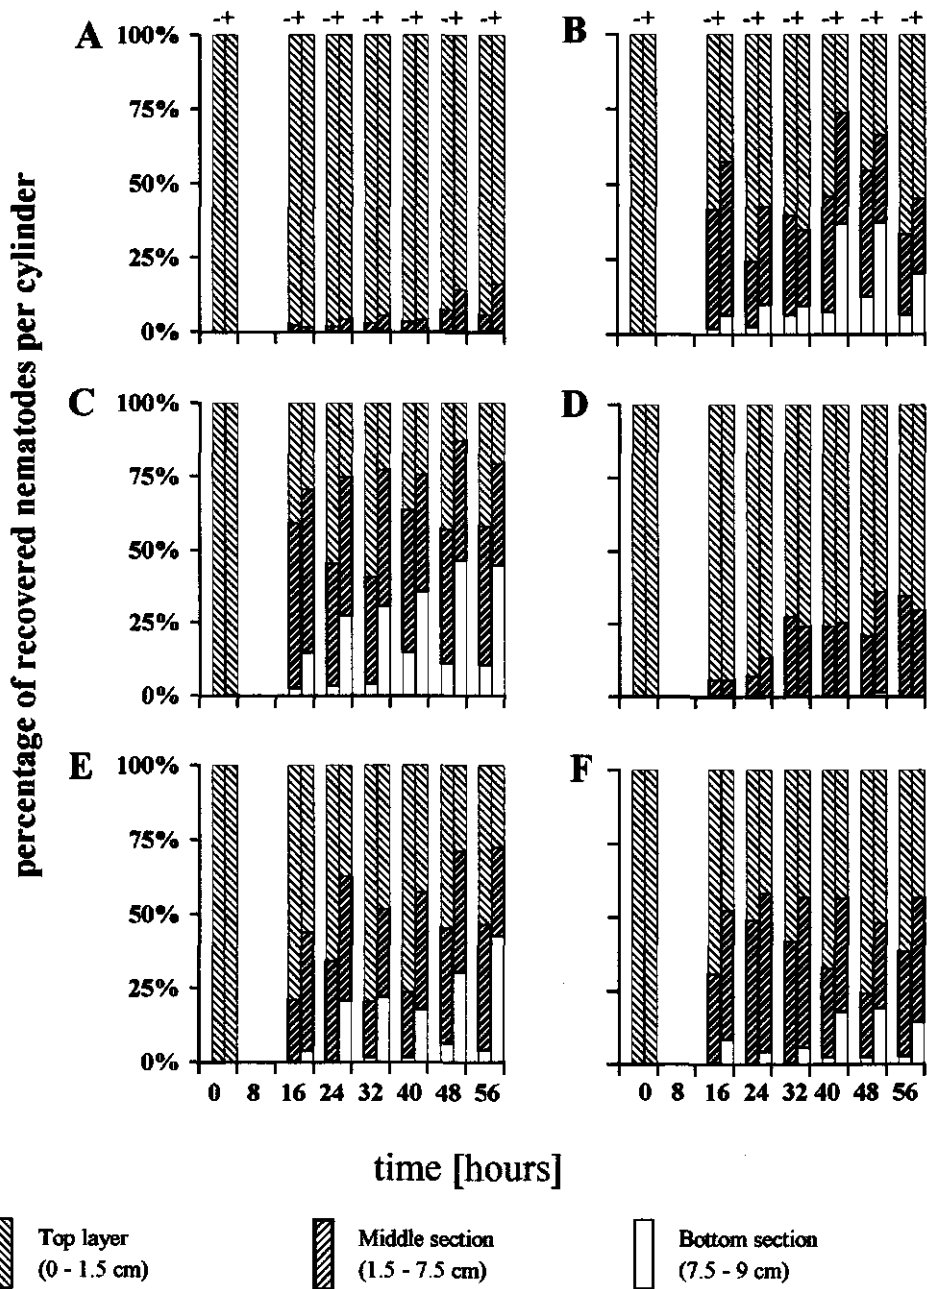 -+ -+ -+ -+ -+ -+ -+
-+ -+ -+ -+ -+ -+ -+
A
100%
75%
50%
25%
0%
B
C
100%
75%
50%
25%
0%
D
E
100%
75%
50%
25%
0%
F
percentage of recovered nematodes per cylinder
0 8 16 24 32 40 48 56
0 8 16 24 32 40 48 56
time [hours]
Top layer
(0 - 1.5 cm)
Middle section
(1.5 - 7.5 cm)
Bottom section
(7.5 - 9 cm)